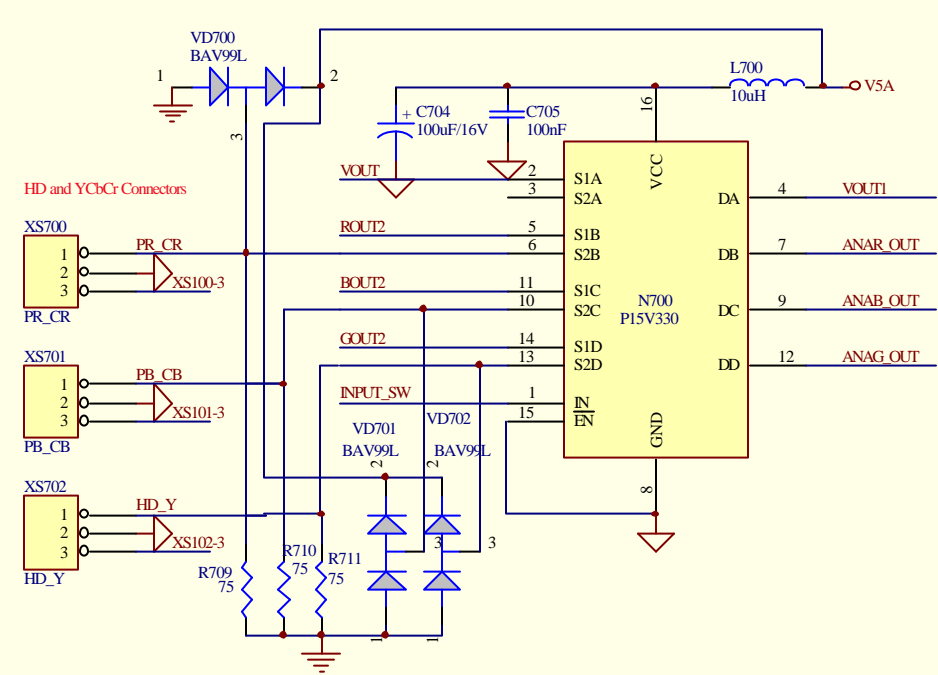 VD700
BAV99L
1
2
3
L700
10uH
V5A
+
C704
100uF/16V
C705
100nF
16
VCC
HD and YCbCr Connectors
XS700
1
2
3
PR_CR
PR_CR
XS100-3
XS701
1
2
3
PB_CB
PB_CB
XS101-3
XS702
1
2
3
HD_Y
HD_Y
XS102-3
VOUT
2
S1A
3
S2A
ROUT2
5
S1B
6
S2B
BOUT2
11
S1C
10
S2C
GOUT2
14
S1D
13
S2D
INPUT_SW
1
IN
15
EN
N700
P15V330
DA
4
VOUT1
DB
7
ANAR_OUT
DC
9
ANAB_OUT
DD
12
ANAG_OUT
GND
8
VD701
BAV99L
2
3
1
VD702
BAV99L
2
3
1
R709
75
R710
75
R711
75